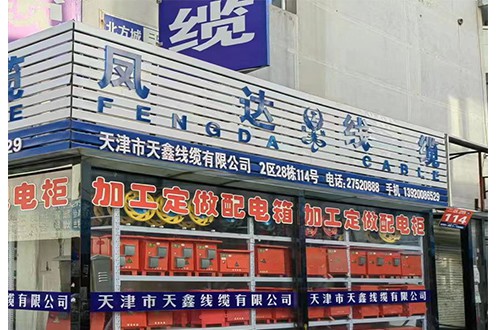 北方城
缆
缆 凤达 线缆
FENGDA CABLE
29 天津市天鑫线缆有限公司 2区28栋114号 电话:27520888 手机 13920086529
配电柜 加工定做配电箱 加工定做配电柜
114
缆有限公司 天津市天鑫线缆有限公司 天津市天鑫线缆有限公司